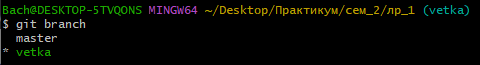 Bach@DESKTOP-5TVQONS MINGW64 ~/Desktop/Практикум/сем_2/лр_1 (vetka)
$ git branch
  master
* vetka